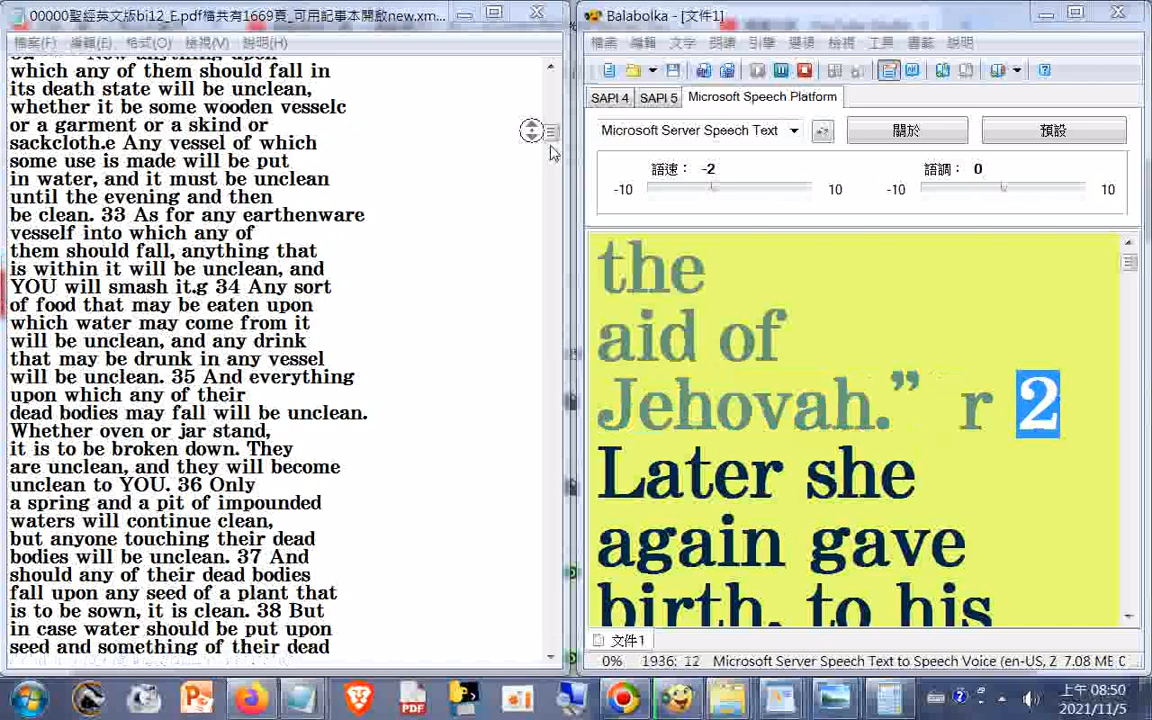 00000聖經英文版bi12_E.pdf檔共有1669頁_可用記事本開啟new.xm...
檔案(F) 編輯(E) 格式(O) 檢視(V) 說明(H)
which any of them should fall in
its death state will be unclean,
whether it be some wooden vesselc
or a garment or a skind or
sackcloth.e Any vessel of which
some use is made will be put
in water, and it must be unclean
until the evening and then
be clean. 33 As for any earthenware
vesself into which any of
them should fall, anything that
is within it will be unclean, and
YOU will smash it.g 34 Any sort
of food that may be eaten upon
which water may come from it
will be unclean, and any drink
that may be drunk in any vessel
will be unclean. 35 And everything
upon which any of their
dead bodies may fall will be unclean.
Whether oven or jar stand,
it is to be broken down. They
are unclean, and they will become
unclean to YOU. 36 Only
a spring and a pit of impounded
waters will continue clean,
but anyone touching their dead
bodies will be unclean. 37 And
should any of their dead bodies
fall upon any seed of a plant that
is to be sown, it is clean. 38 But
in case water should be put upon
seed and something of their dead
Balabolka - [文件1]
檔案 編輯 文字 朗讀 引擎 選項 檢視 工具 書籤 說明
SAPI 4 SAPI 5 Microsoft Speech Platform
Microsoft Server Speech Text 關於 預設
語速： -2 語調： 0
-10 10 -10 10
the
aid of
Jehovah.” r 2
Later she
again gave
birth, to his
文件1
0% 1936: 12 Microsoft Server Speech Text to Speech Voice (en-US, Z 7.08 MB
PDF
上午 08:50
2021/11/5